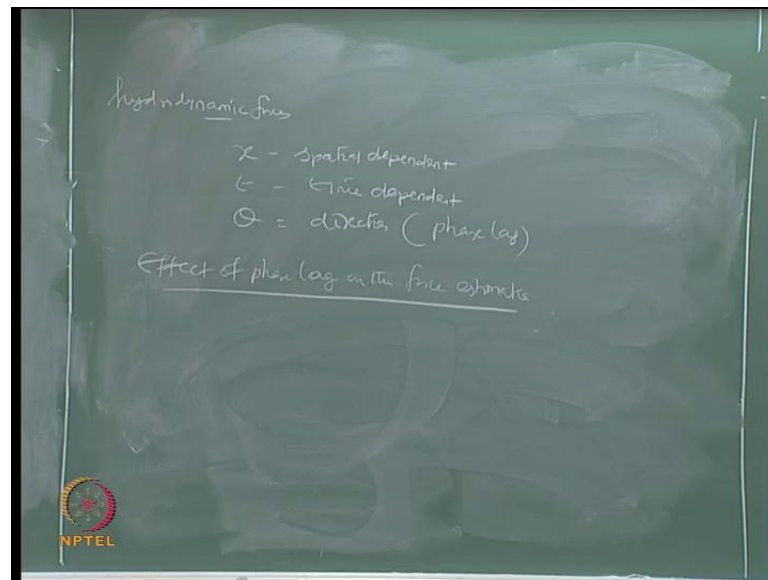 hydrodynamic forces
x - spatial dependent
t - time dependent
θ = direction (phase lag)
Effect of phase lag on the force estimates
NPTEL